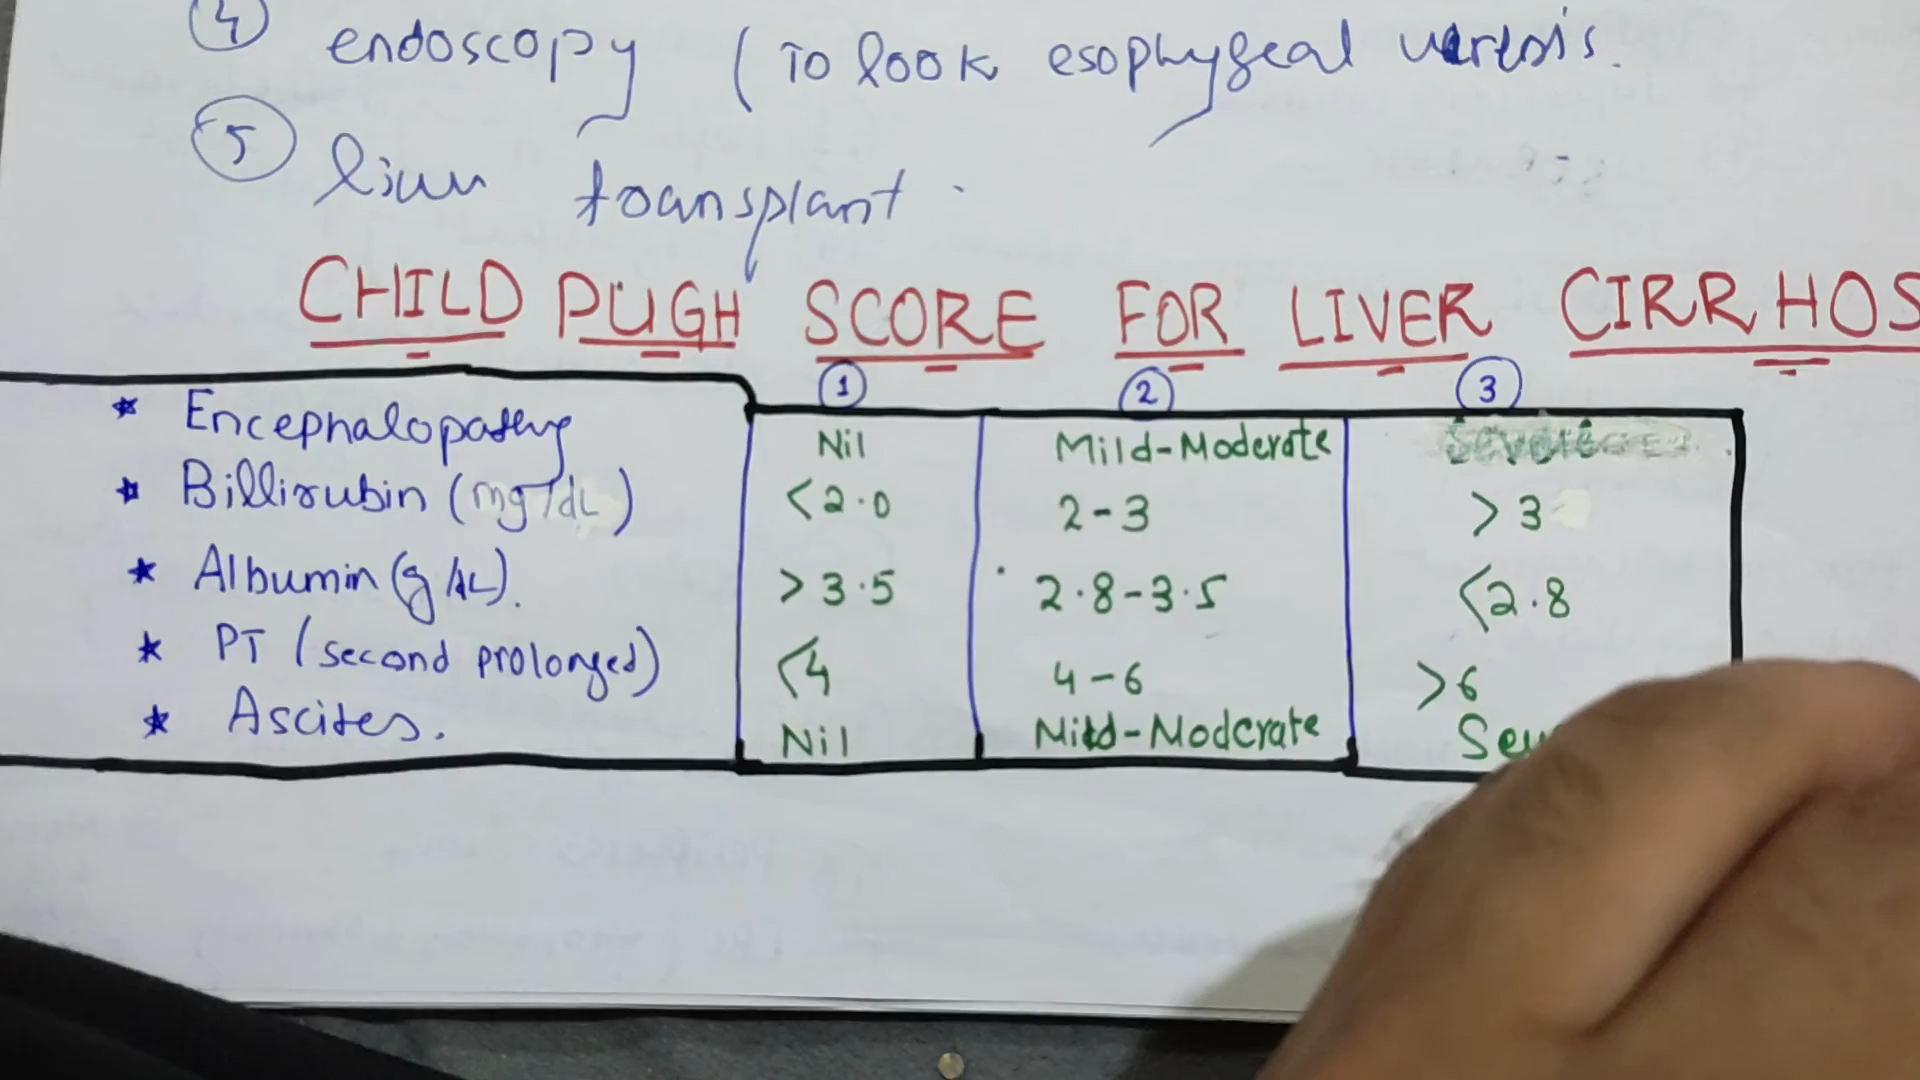 4 endoscopy ( To look esophygeal
5 liver transplant.
CHILD PUGH SCORE FOR LIVER CIRRHOS
1 2 3
* Encephalopathy Nil Mild-Moderate Severe
* Billirubin (mg/dL) <2.0 2-3 >3
* Albumin (g/dL). >3.5 2.8-3.5 <2.8
* PT (second prolonged) <4 4-6 >6
* Ascites. Nil Mild-Moderate Sev